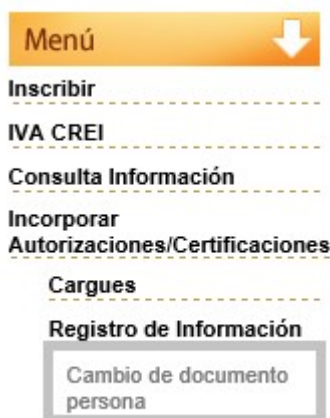 Menú
Inscribir
IVA CREI
Consulta Información
Incorporar
Autorizaciones/Certificaciones
Cargues
Registro de Información
Cambio de documento
persona